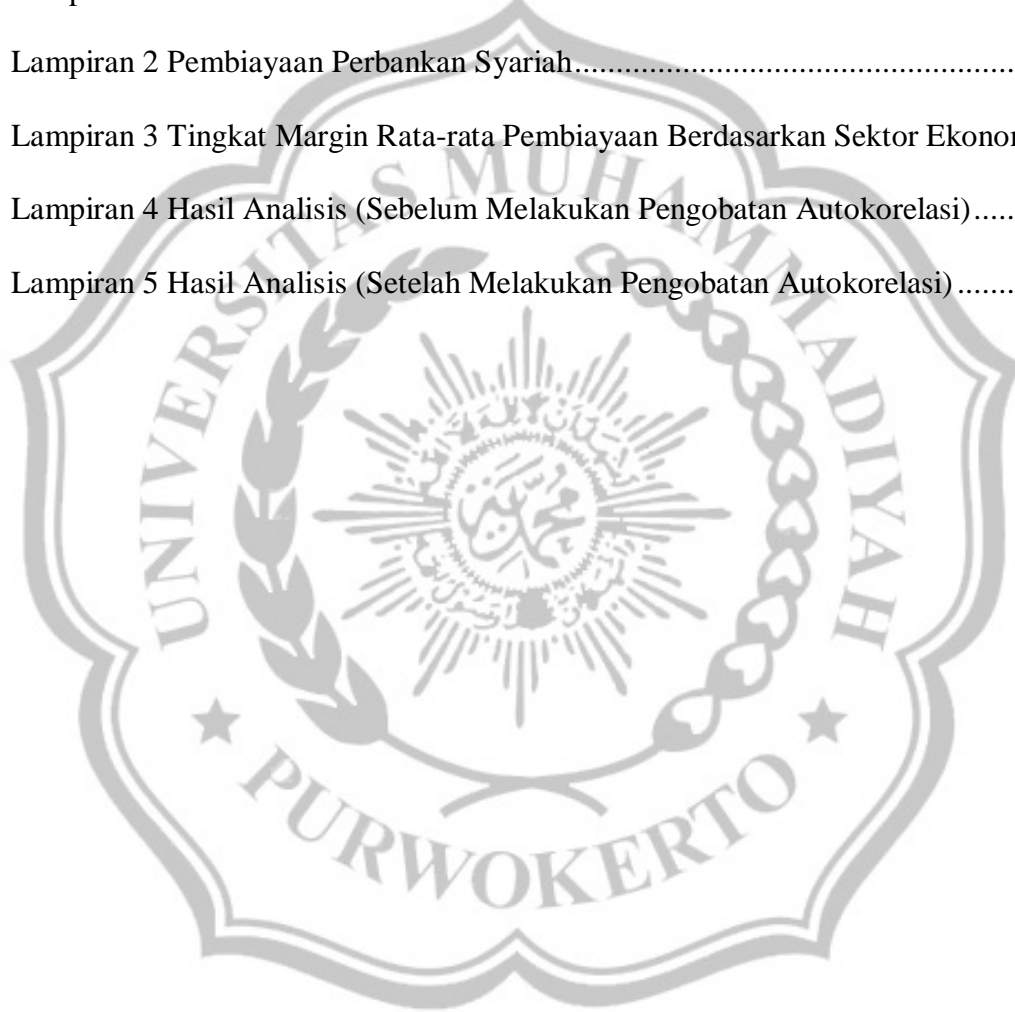 Lampiran 2 Pembiayaan Perbankan Syariah..........................................................
Lampiran 3 Tingkat Margin Rata-rata Pembiayaan Berdasarkan Sektor
Lampiran 4 Hasil Analisis (Sebelum Melakukan Pengobatan Autokorelasi)......
Lampiran 5 Hasil Analisis (Setelah Melakukan Pengobatan Autokorelasi)........
UNIVERSITAS MUHAMMADIYAH
PURWOKERTO